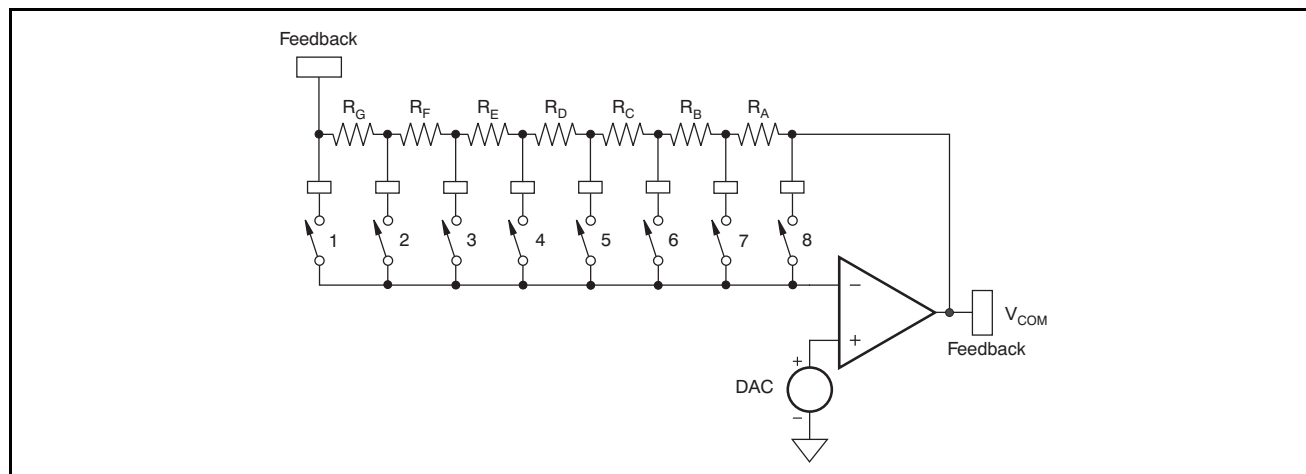 Feedback
R_G R_F R_E R_D R_C R_B R_A
1 2 3 4 5 6 7 8
−
+
V_COM
Feedback
+
DAC
−